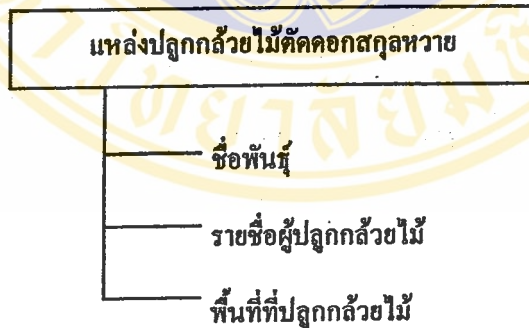 แหล่งปลูกกล้วยไม้ตัดดอกสกุลหวาย
ชื่อพันธุ์
รายชื่อผู้ปลูกกล้วยไม้
พื้นที่ที่ปลูกกล้วยไม้